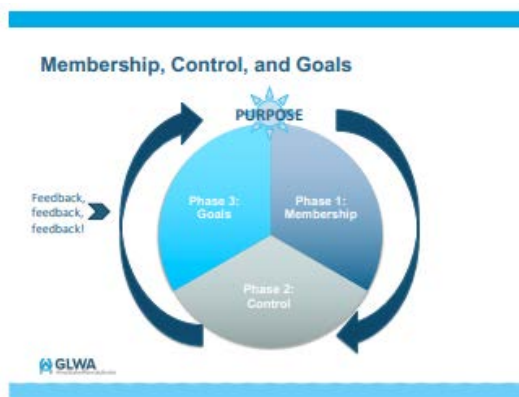 Membership, Control, and Goals
PURPOSE
Feedback,
feedback,
feedback!
Phase 3:
Goals
Phase 1:
Membership
Phase 2:
Control
GLWA